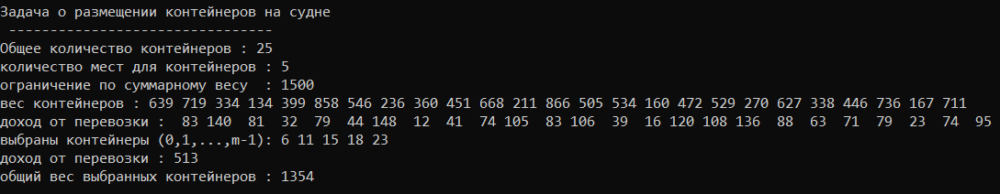 Задача о размещении контейнеров на судне
--------------------------------
Общее количество контейнеров : 25
количество мест для контейнеров : 5
ограничение по суммарному весу  : 1500
вес контейнеров : 639 719 334 134 399 858 546 236 360 451 668 211 866 505 534 160 472 529 270 627 338 446 736 167 711
доход от перевозки :  83 140  81  32  79  44 148  12  41  74 105  83 106  39  16 120 108 136  88  63  71  79  23  74  95
выбраны контейнеры (0,1,...,m-1): 6 11 15 18 23
доход от перевозки : 513
общий вес выбранных контейнеров : 1354